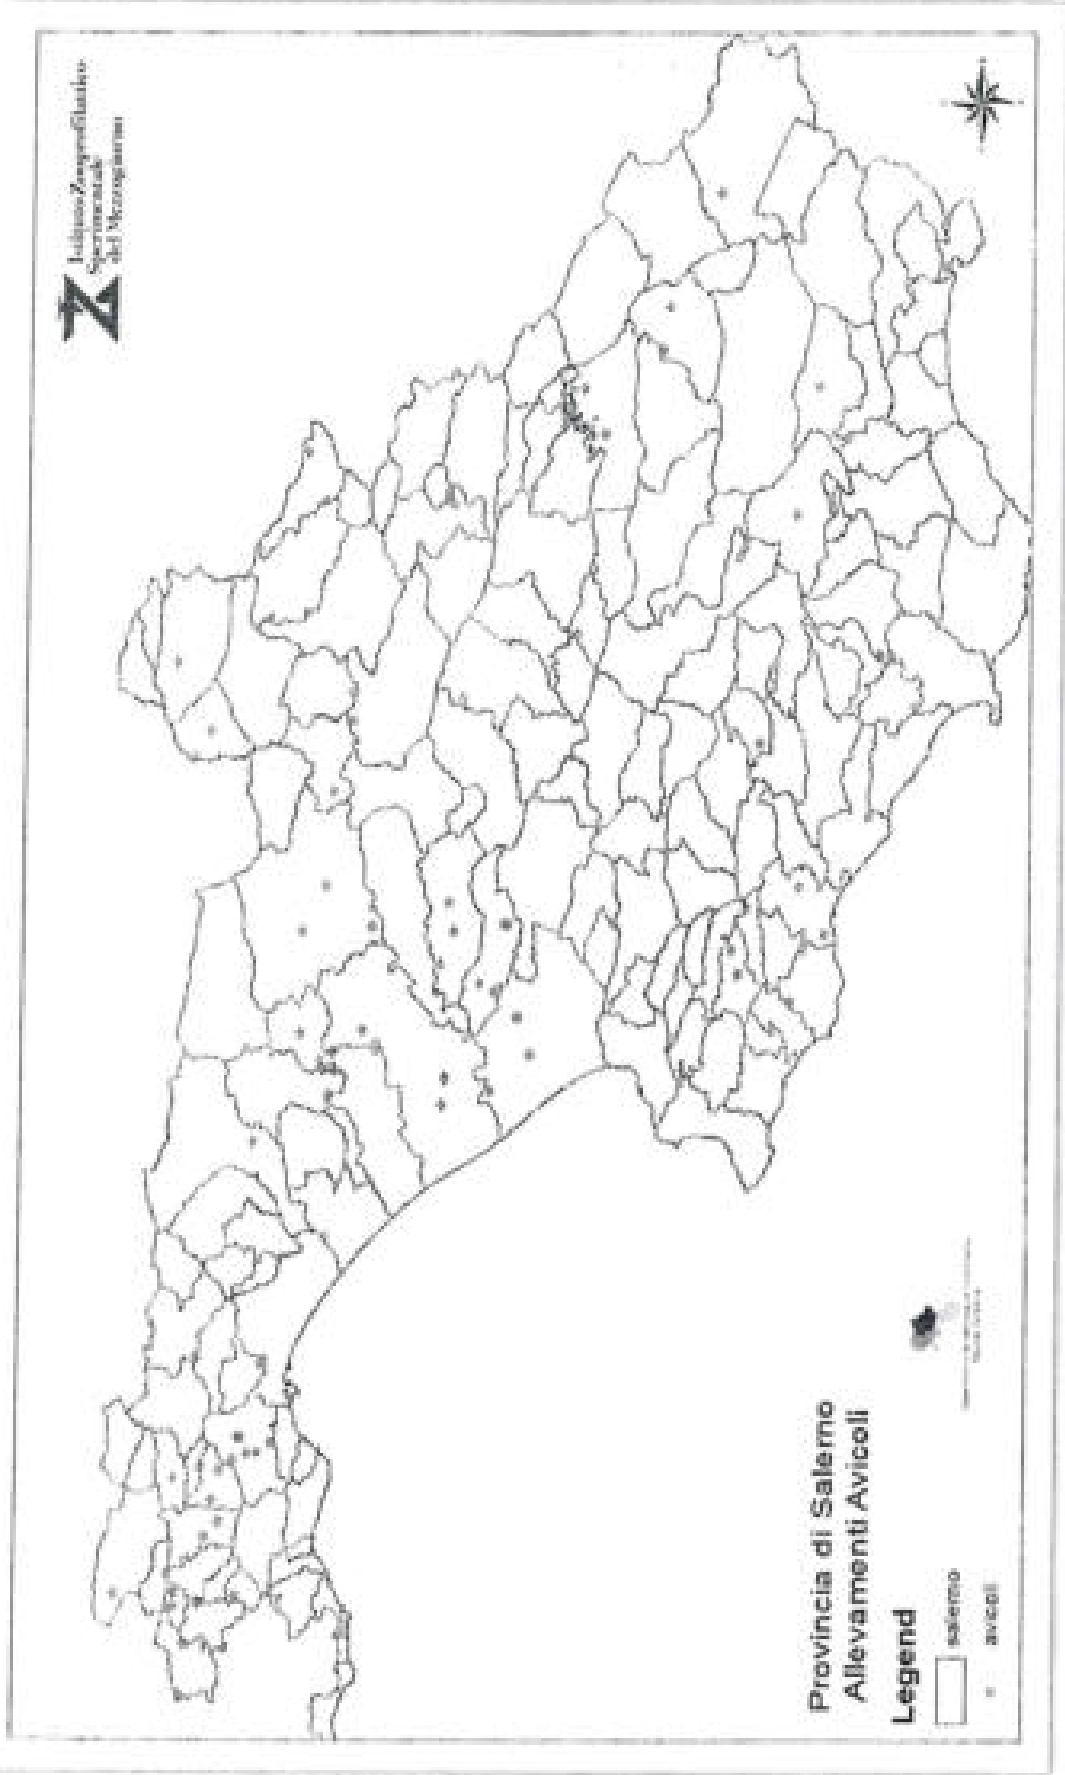 Istituto Zooprofilattico
Sperimentale
del Mezzogiorno
Provincia di Salerno
Allevamenti Avicoli
Legend
salerno
avicoli